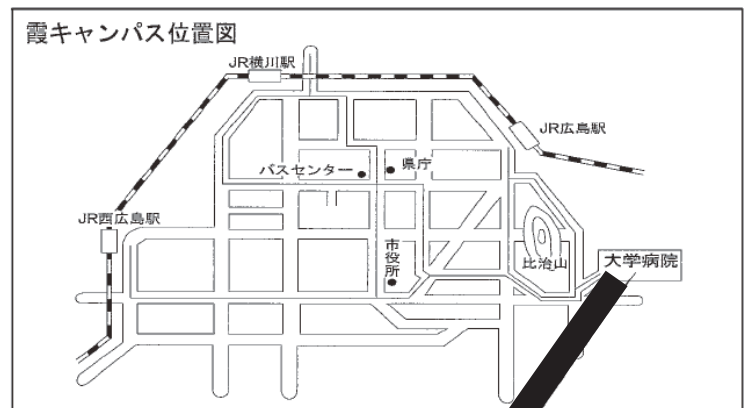 霞キャンパス位置図
JR横川駅
JR広島駅
バスセンター
県庁
JR西広島駅
市役所
比治山
大学病院